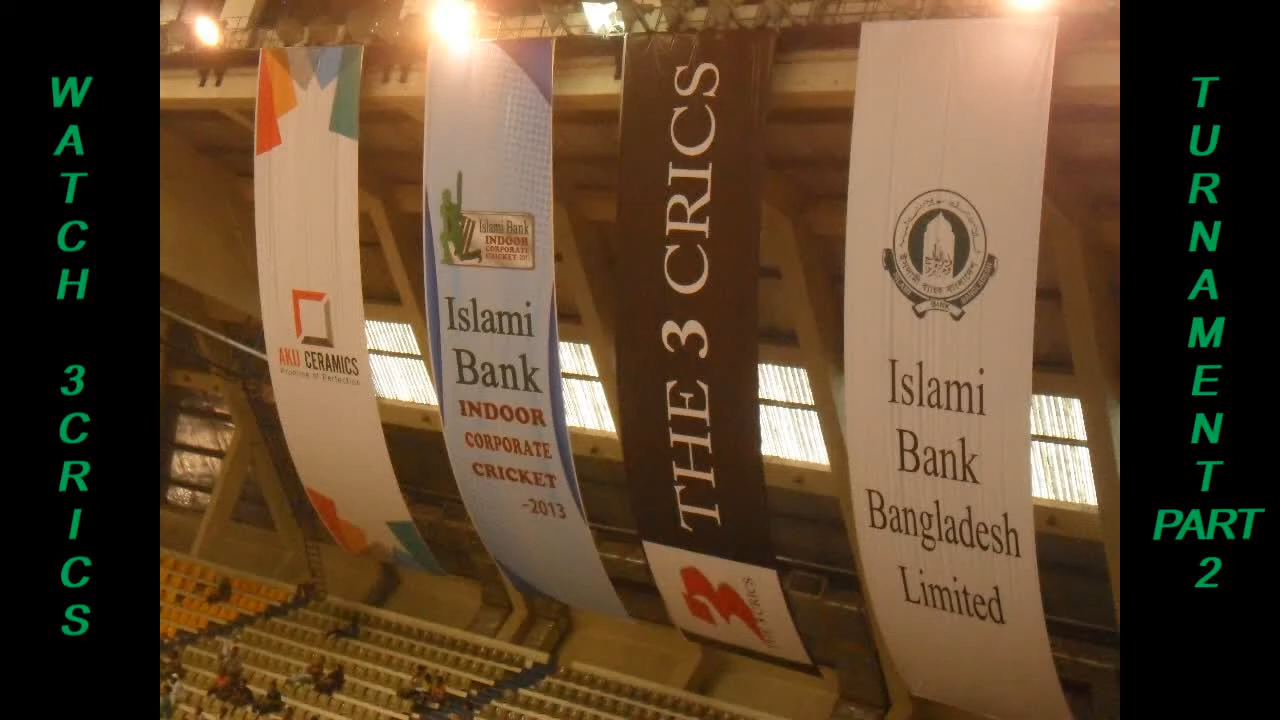 WATCH 3CRICS
AKIJ CERAMICS
Promise of Perfection
Islami Bank
INDOOR
CORPORATE
Islami
Bank
INDOOR
CORPORATE
CRICKET
-2013
THE 3 CRICS
3
Islami
Bank
Bangladesh
Limited
TURNAMENT
PART
2